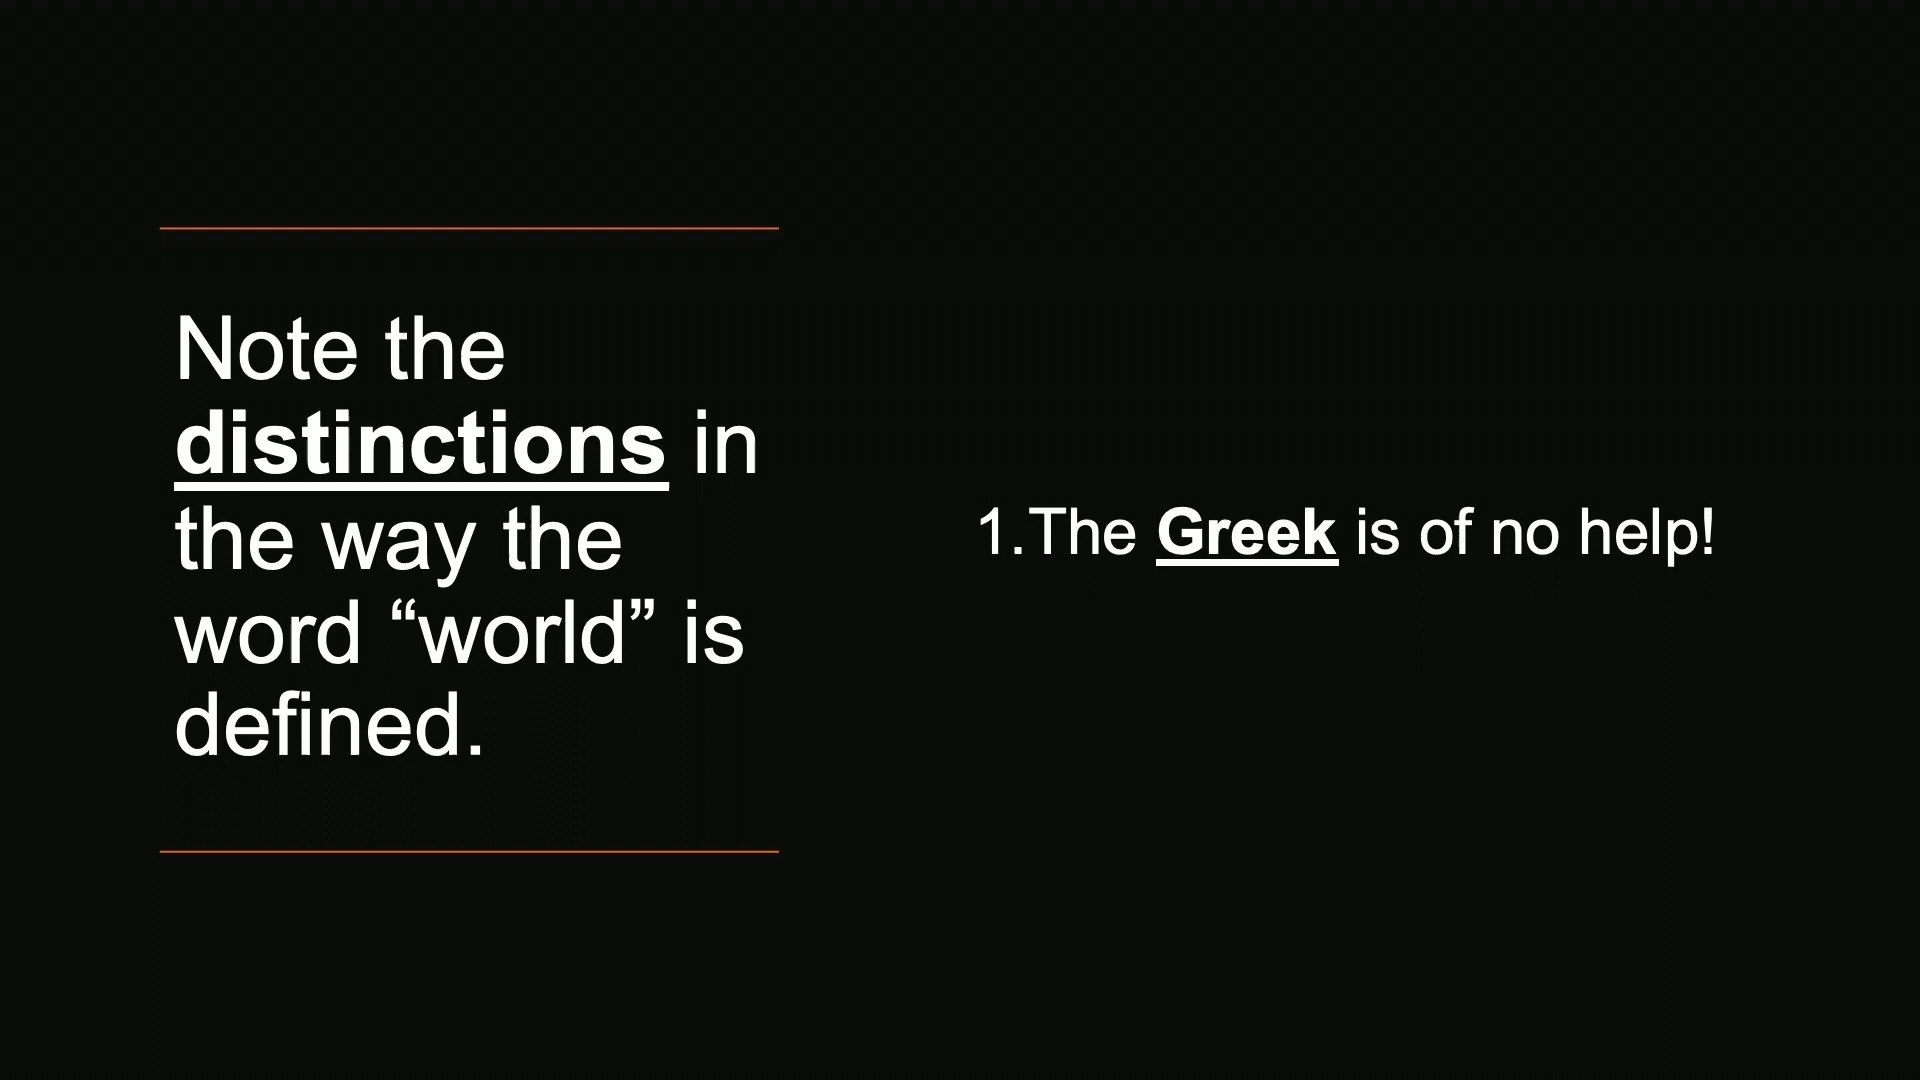 Note the
distinctions in
the way the
word “world” is
defined.
1.The Greek is of no help!